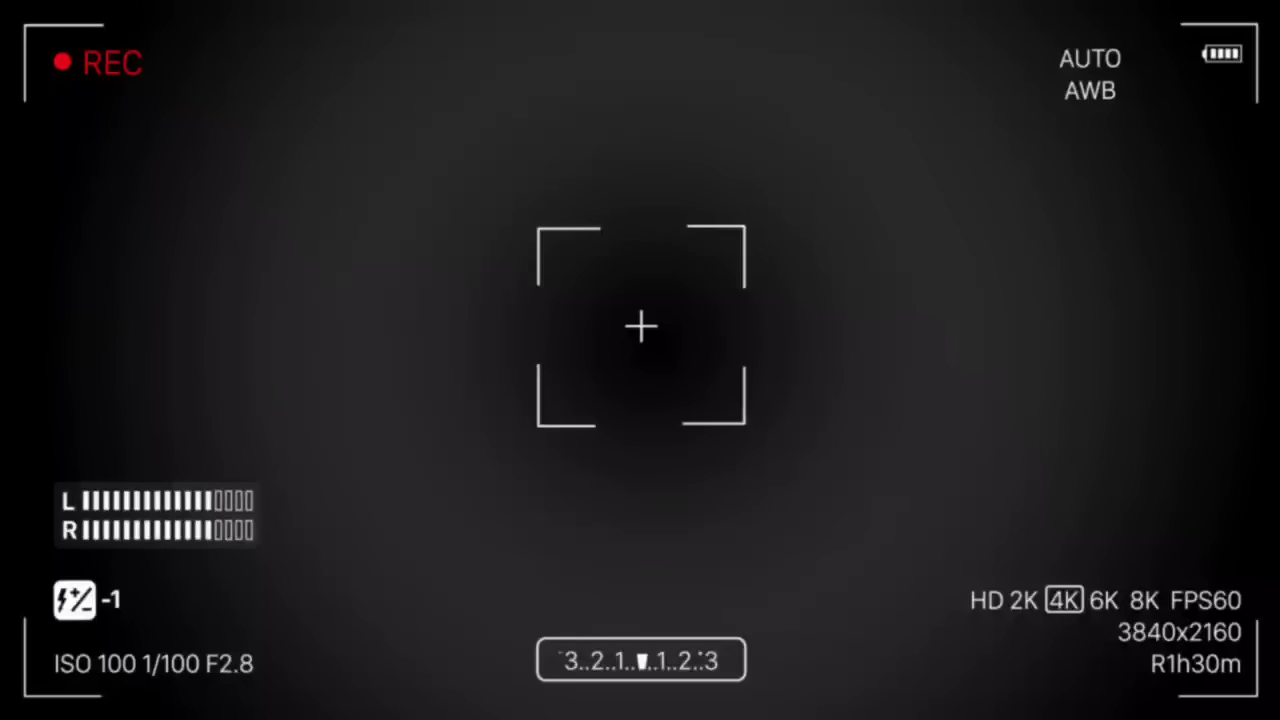 REC
AUTO
AWB
L
R
-1
ISO 100 1/100 F2.8
3..2..1....1..2..3
HD 2K 4K 6K 8K FPS60
3840x2160
R1h30m